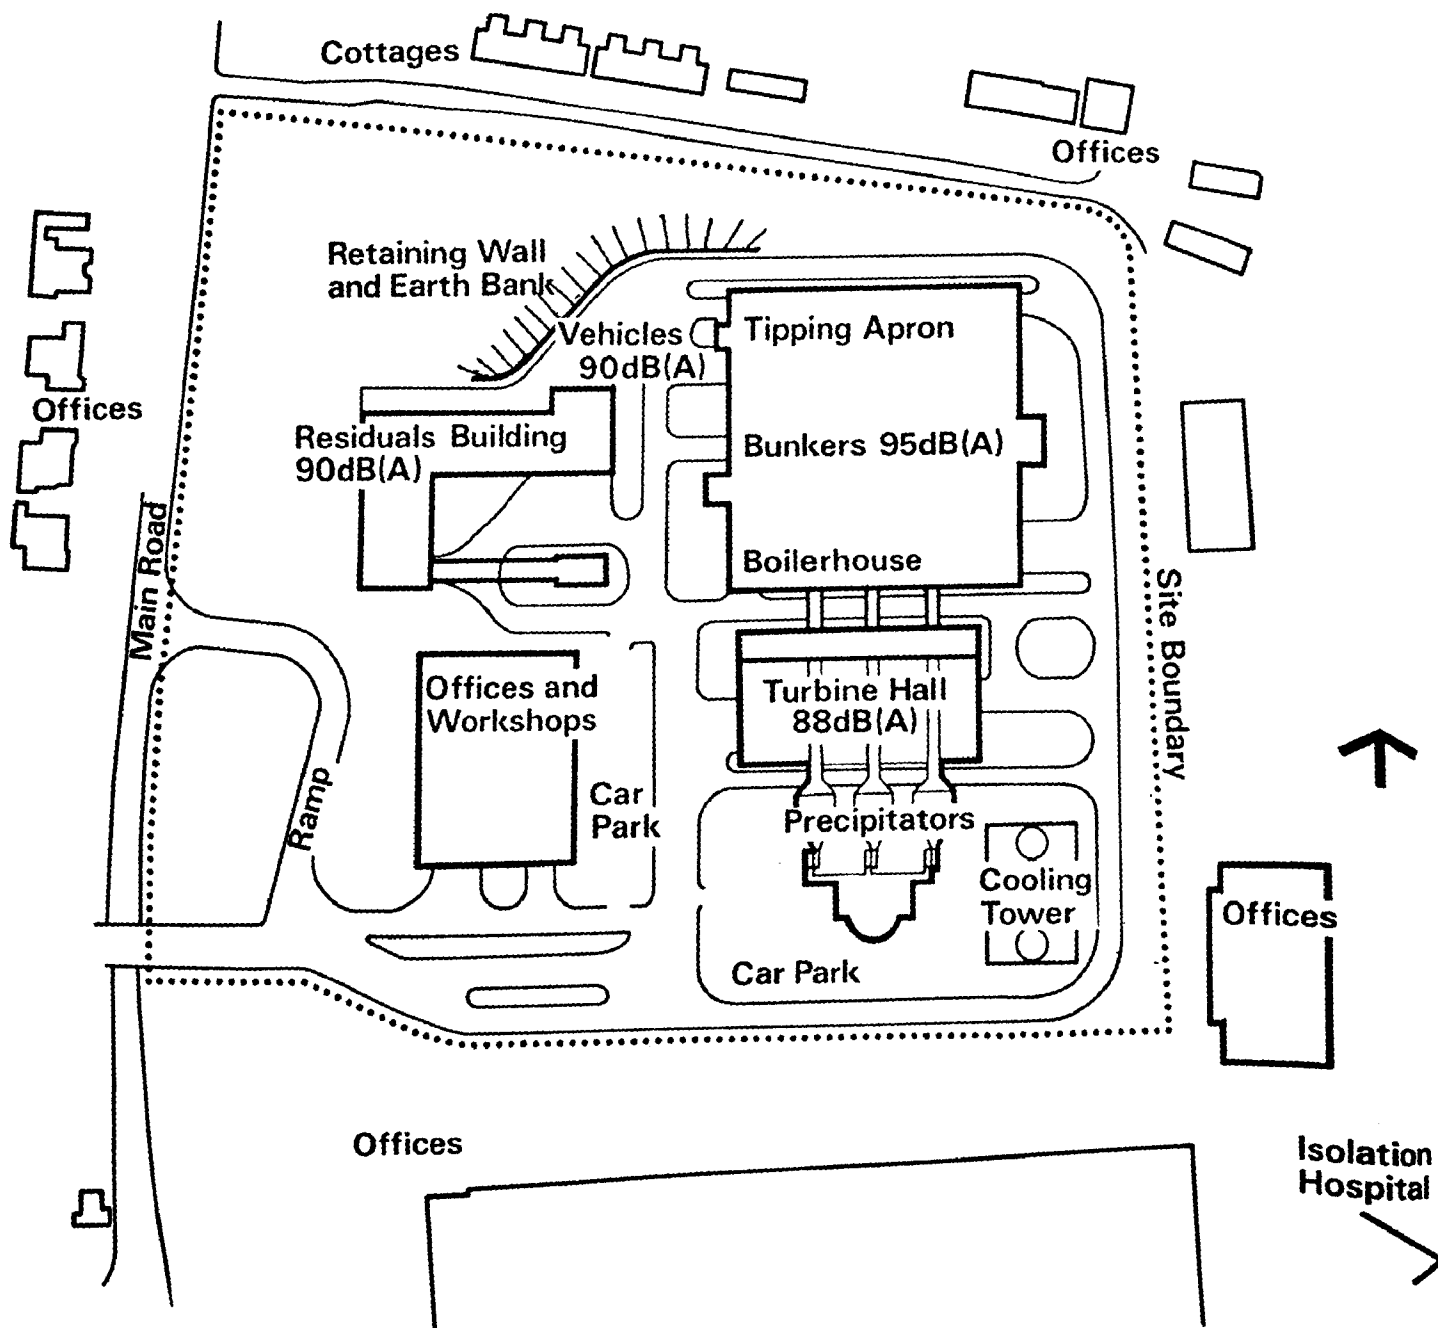 Cottages
Offices
Retaining Wall
and Earth Bank
Vehicles
90dB(A)
Tipping Apron
Offices
Residuals Building
90dB(A)
Bunkers 95dB(A)
Main Road
Boilerhouse
Site Boundary
Offices and
Workshops
Turbine Hall
88dB(A)
Ramp
Car
Park
Precipitators
Cooling
Tower
Offices
Car Park
Offices
Isolation
Hospital